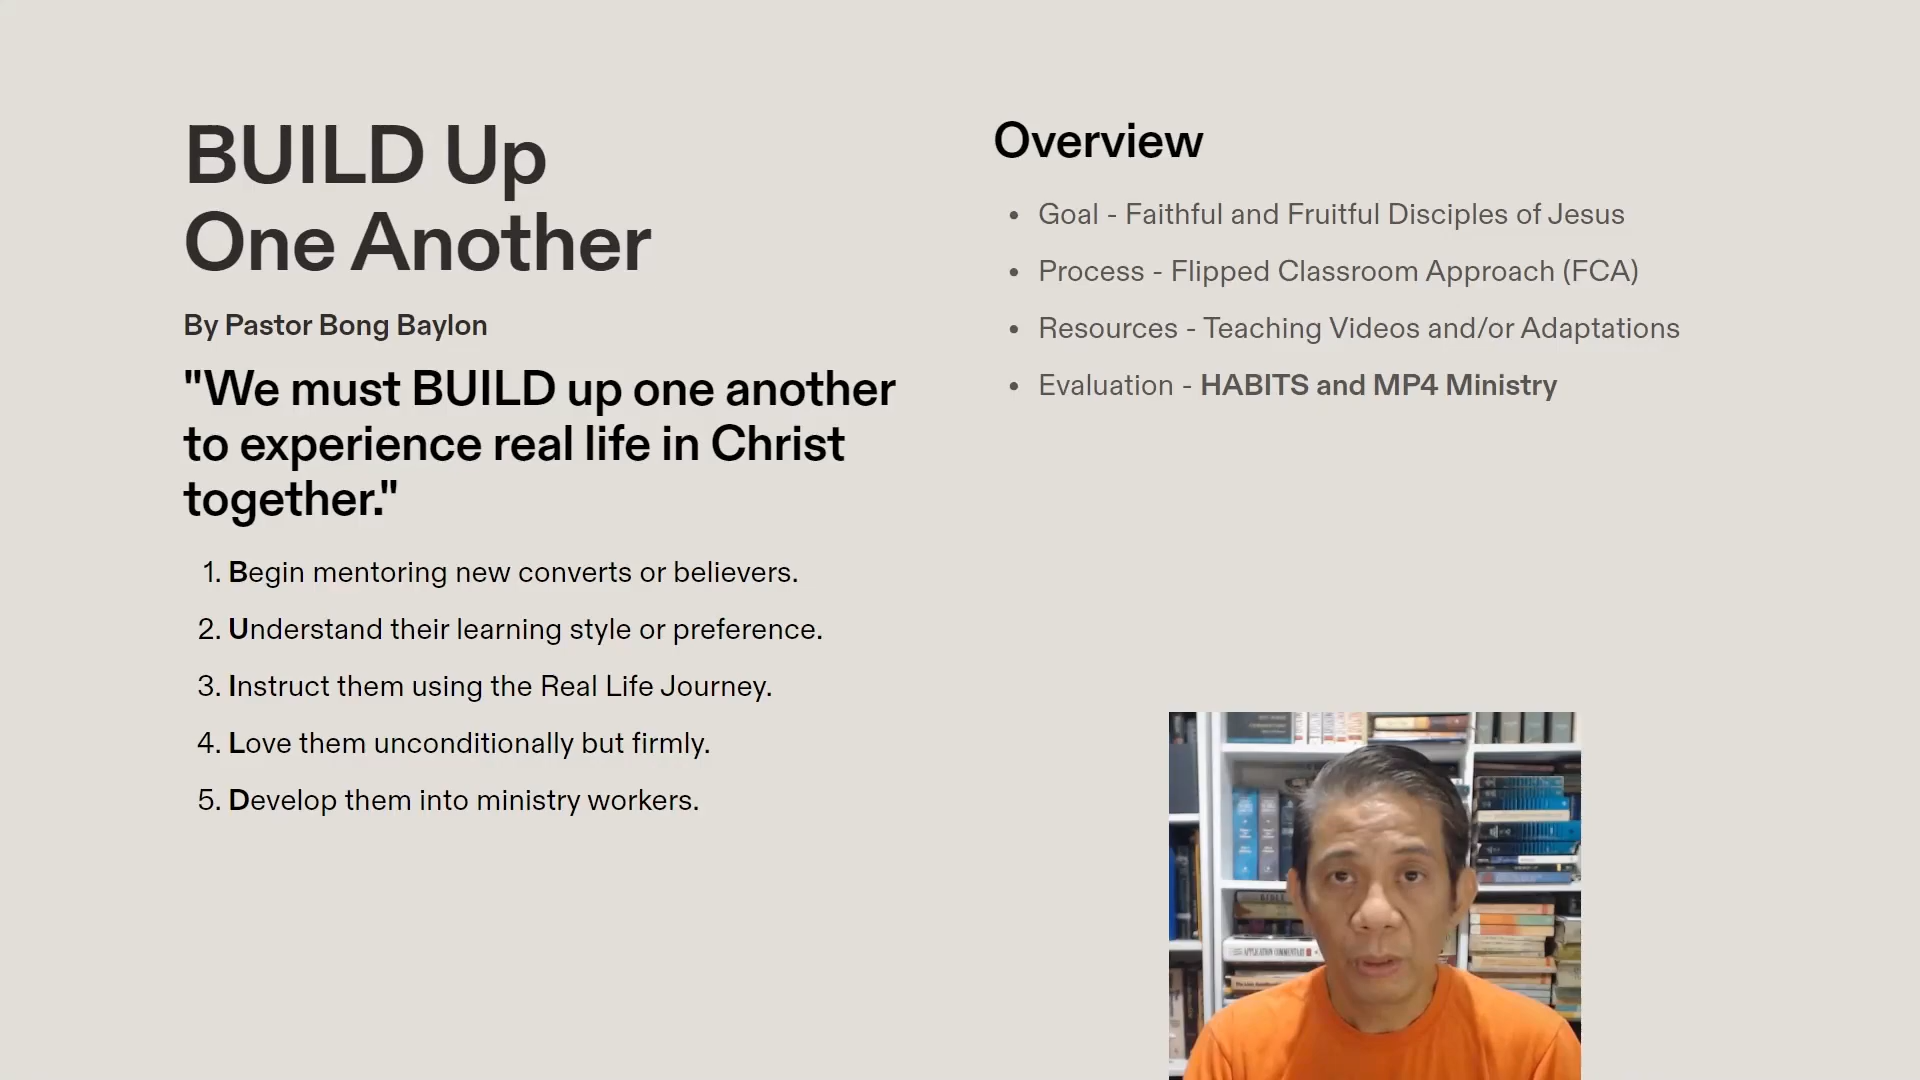 BUILD Up
One Another
By Pastor Bong Baylon
"We must BUILD up one another
to experience real life in Christ
together."
1. Begin mentoring new converts or believers.
2. Understand their learning style or preference.
3. Instruct them using the Real Life Journey.
4. Love them unconditionally but firmly.
5. Develop them into ministry workers.
Overview
• Goal - Faithful and Fruitful Disciples of Jesus
• Process - Flipped Classroom Approach (FCA)
• Resources - Teaching Videos and/or Adaptations
• Evaluation - HABITS and MP4 Ministry
APPLICATION COMMENTARY